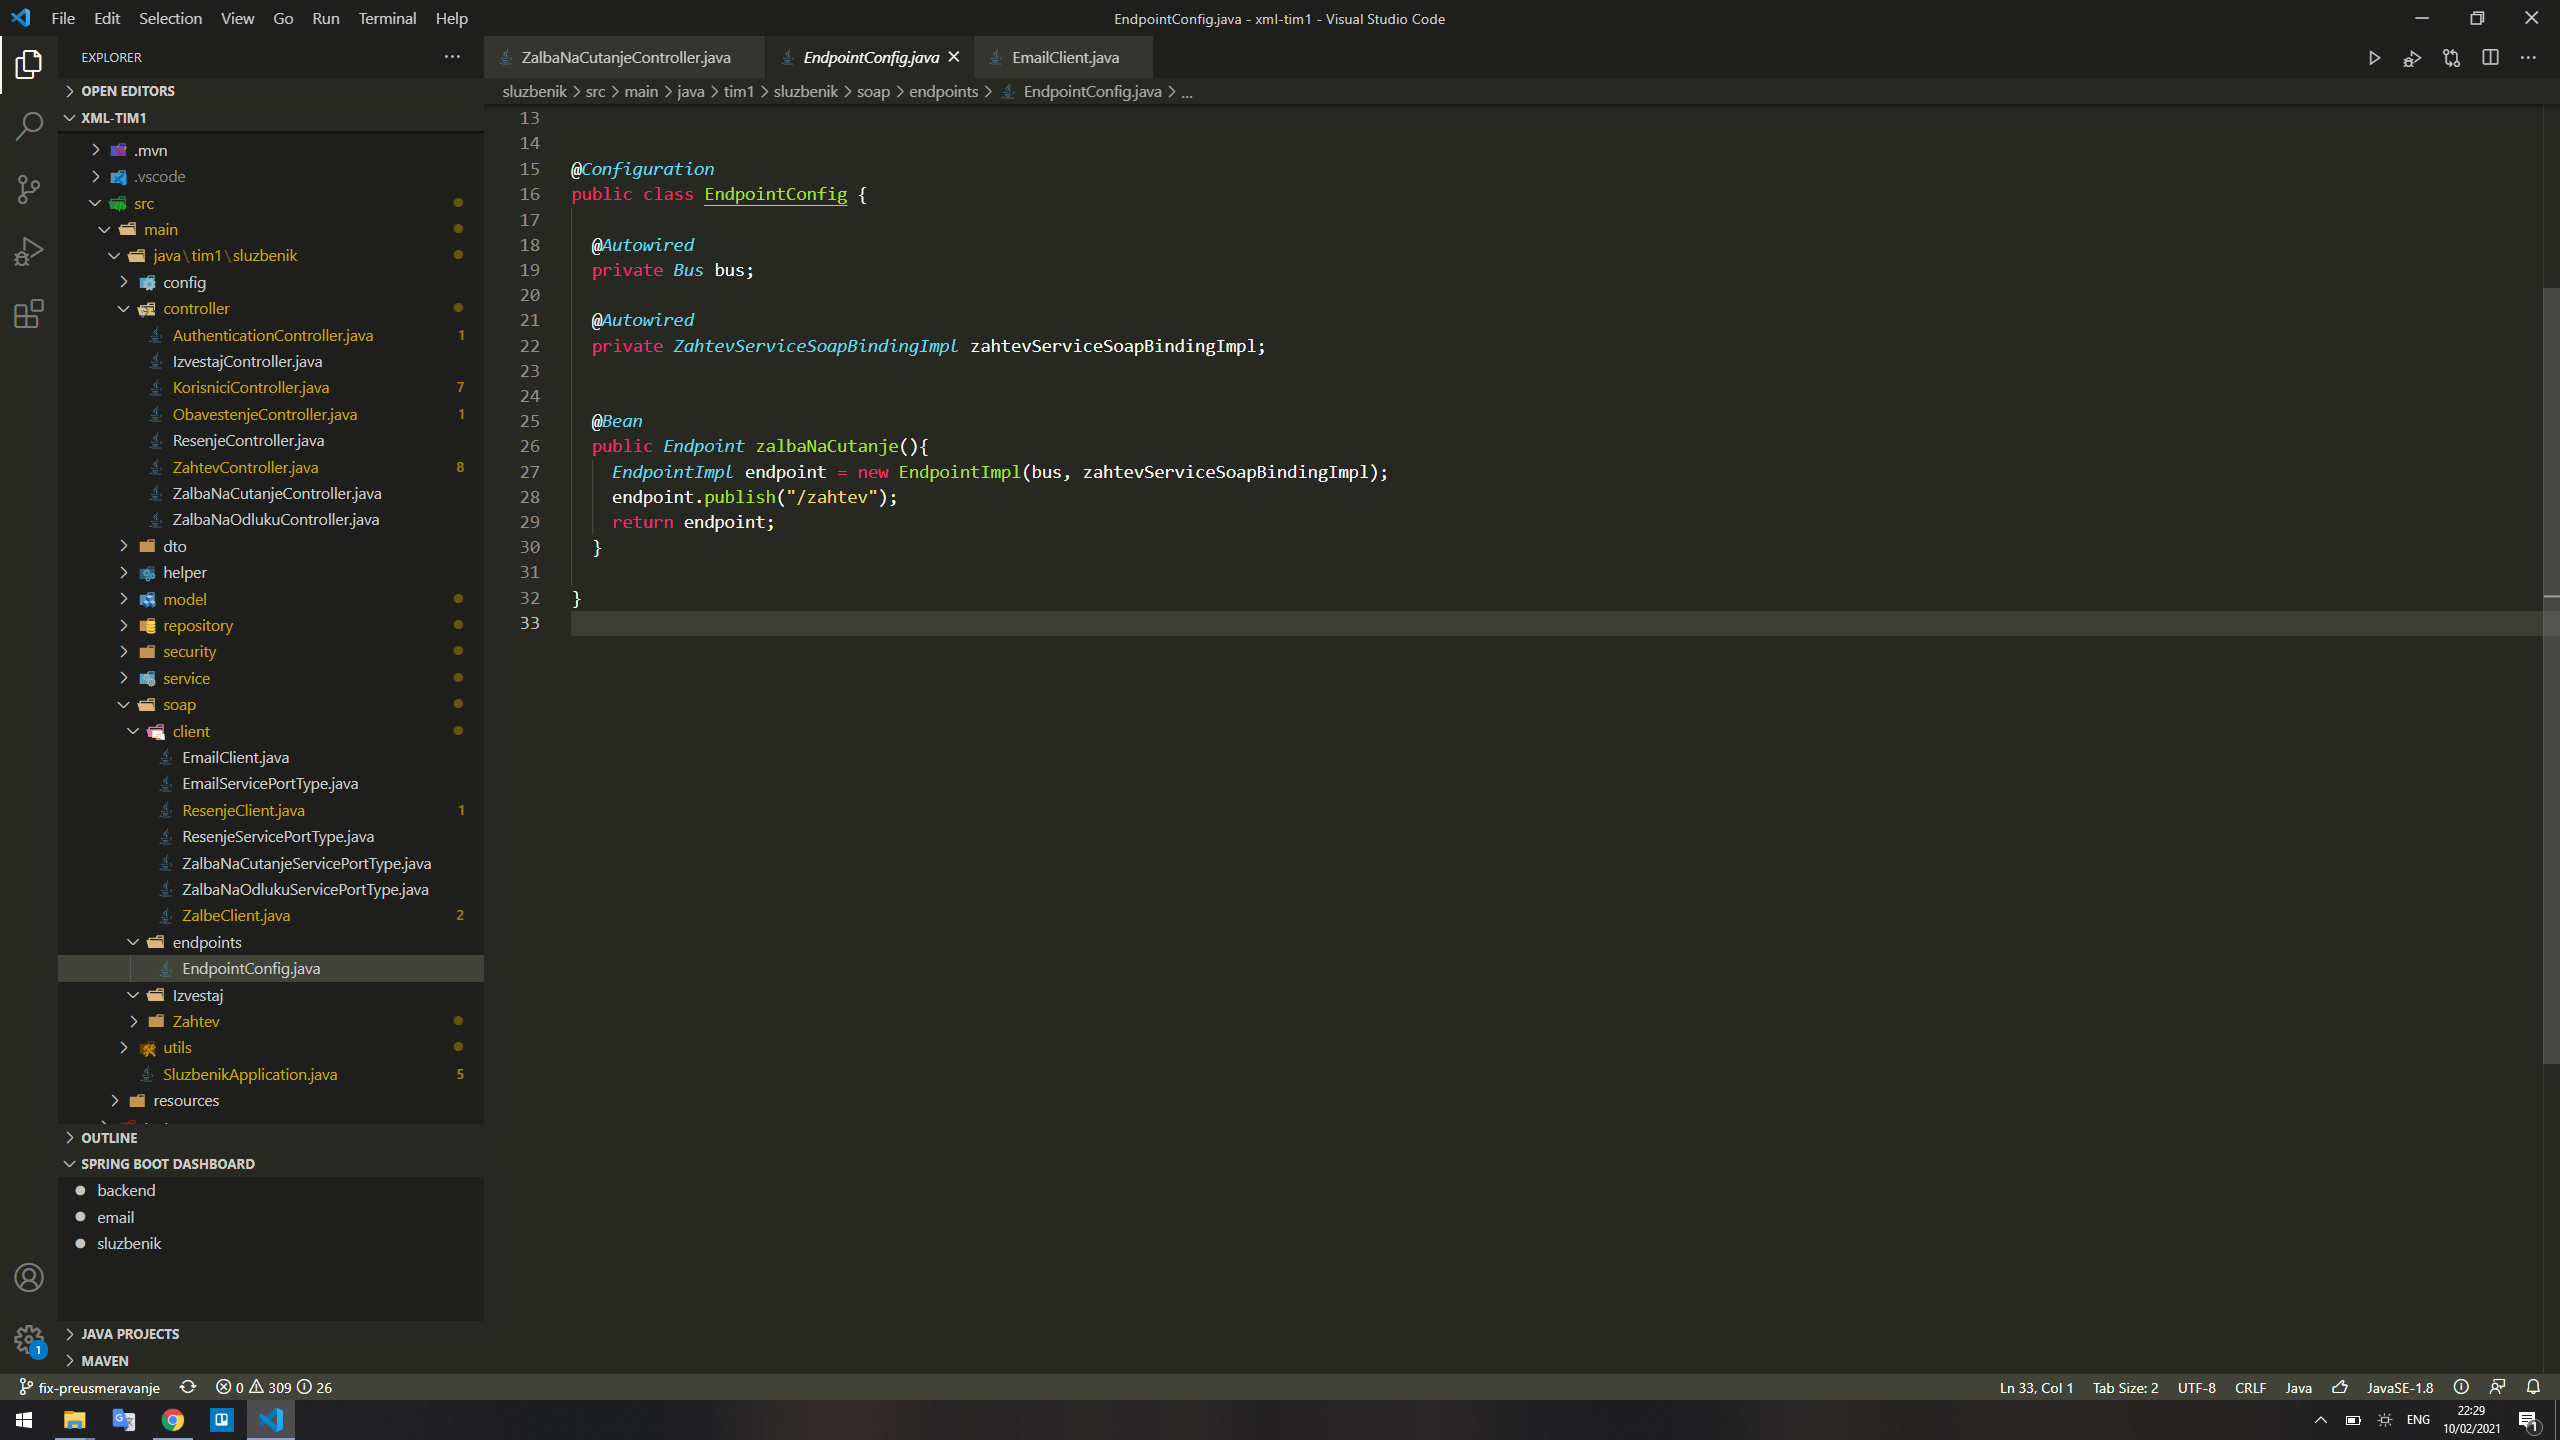 File Edit Selection View Go Run Terminal Help
EndpointConfig.java - xml-tim1 - Visual Studio Code
EXPLORER
ZalbaNaCutanjeController.java
EndpointConfig.java
EmailClient.java
sluzbenik > src > main > java > tim1 > sluzbenik > soap > endpoints > EndpointConfig.java > ...
OPEN EDITORS
XML-TIM1
.mvn
.vscode
src
main
java\tim1\sluzbenik
config
controller
AuthenticationController.java 1
IzvestajController.java
KorisniciController.java 7
ObavestenjeController.java 1
ResenjeController.java
ZahtevController.java 8
ZalbaNaCutanjeController.java
ZalbaNaOdlukuController.java
dto
helper
model
repository
security
service
soap
client
EmailClient.java
EmailServicePortType.java
ResenjeClient.java 1
ResenjeServicePortType.java
ZalbaNaCutanjeServicePortType.java
ZalbaNaOdlukuServicePortType.java
ZalbeClient.java 2
endpoints
EndpointConfig.java
Izvestaj
Zahtev
utils
SluzbenikApplication.java 5
resources
OUTLINE
SPRING BOOT DASHBOARD
backend
email
sluzbenik
JAVA PROJECTS
MAVEN
13
14
15 @Configuration
16 public class EndpointConfig {
17
18 @Autowired
19 private Bus bus;
20
21 @Autowired
22 private ZahtevServiceSoapBindingImpl zahtevServiceSoapBindingImpl;
23
24
25 @Bean
26 public Endpoint zalbaNaCutanje(){
27 EndpointImpl endpoint = new EndpointImpl(bus, zahtevServiceSoapBindingImpl);
28 endpoint.publish("/zahtev");
29 return endpoint;
30 }
31
32 }
33
1
fix-preusmeravanje 0 309 26
Ln 33, Col 1 Tab Size: 2 UTF-8 CRLF Java JavaSE-1.8
ENG
22:29
10/02/2021
1